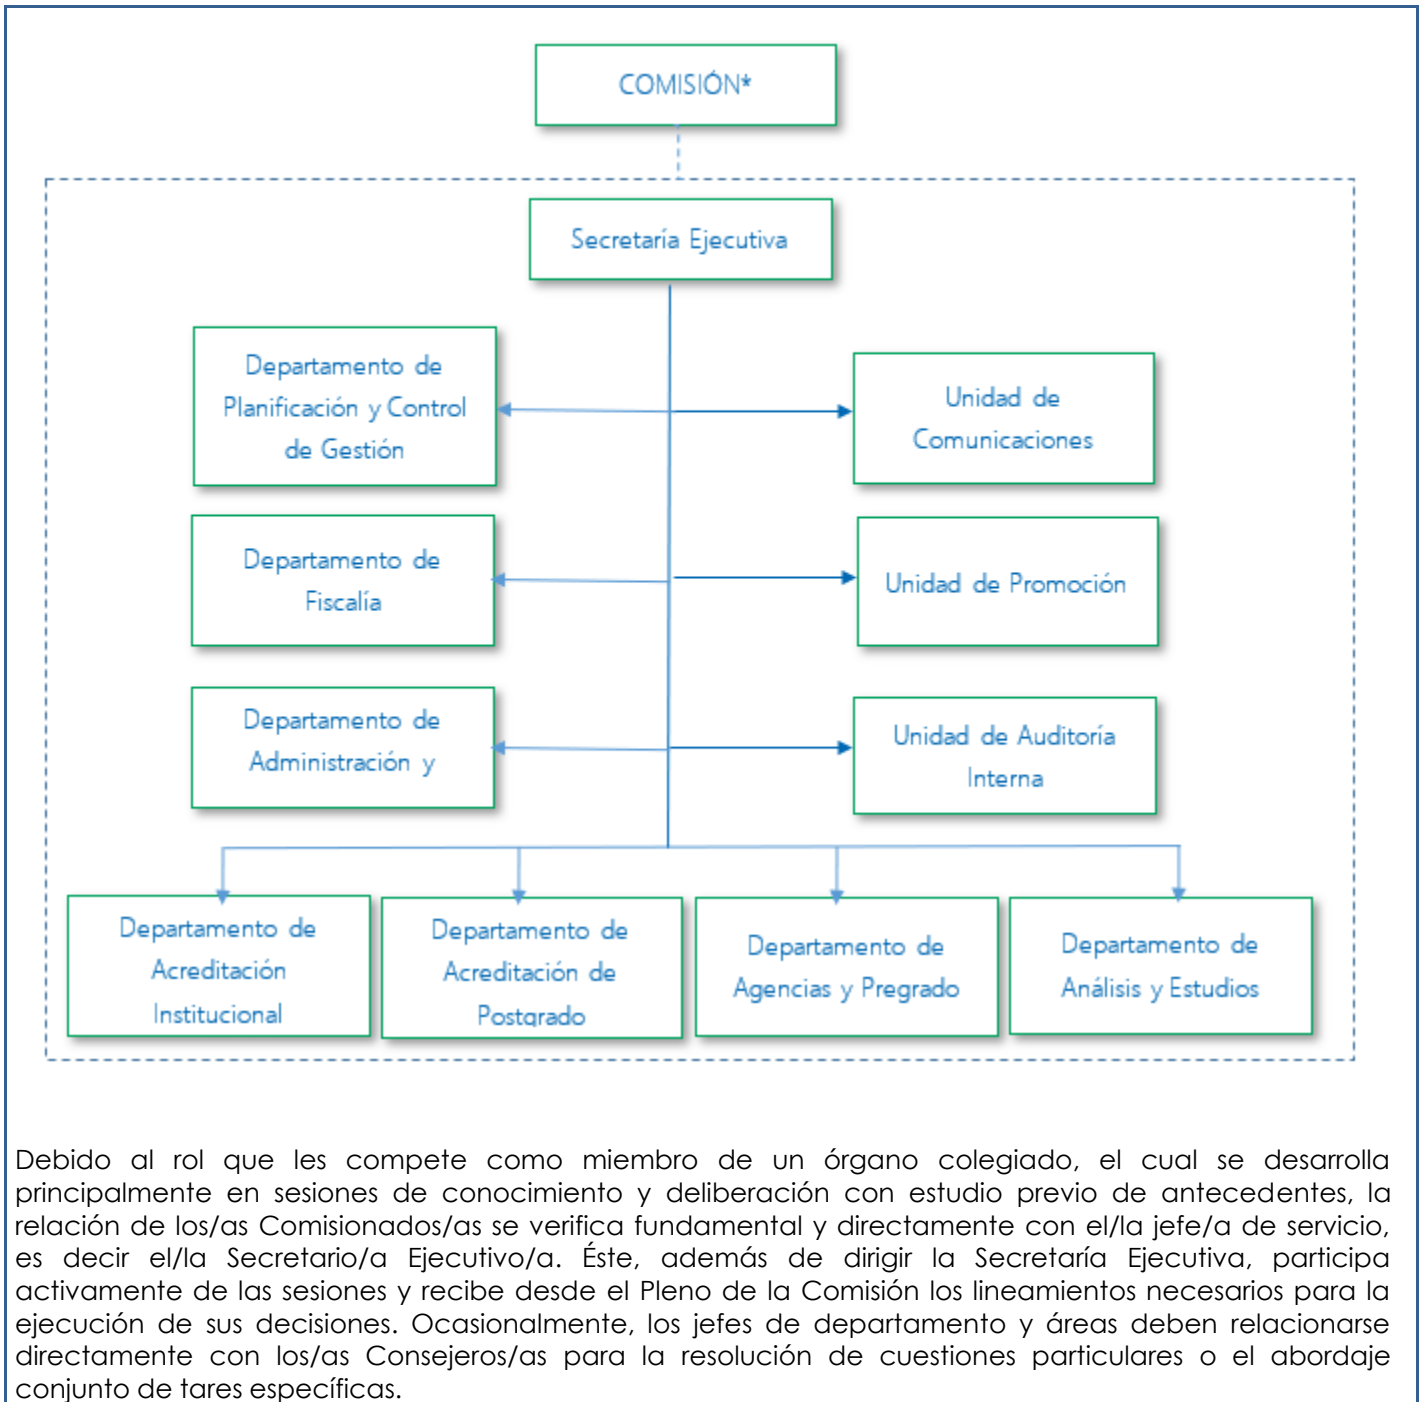 COMISIÓN*
Secretaría Ejecutiva
Departamento de
Planificación y Control
de Gestión
Unidad de
Comunicaciones
Departamento de
Fiscalía
Unidad de Promoción
Departamento de
Administración y
Unidad de Auditoría
Interna
Departamento de
Acreditación
Institucional
Departamento de
Acreditación de
Postgrado
Departamento de
Agencias y Pregrado
Departamento de
Análisis y Estudios
Debido al rol que les compete como miembro de un órgano colegiado, el cual se desarrolla
principalmente en sesiones de conocimiento y deliberación con estudio previo de antecedentes, la
relación de los/as Comisionados/as se verifica fundamental y directamente con el/la jefe/a de servicio,
es decir el/la Secretario/a Ejecutivo/a. Éste, además de dirigir la Secretaría Ejecutiva, participa
activamente de las sesiones y recibe desde el Pleno de la Comisión los lineamientos necesarios para la
ejecución de sus decisiones. Ocasionalmente, los jefes de departamento y áreas deben relacionarse
directamente con los/as Consejeros/as para la resolución de cuestiones particulares o el abordaje
conjunto de tares específicas.